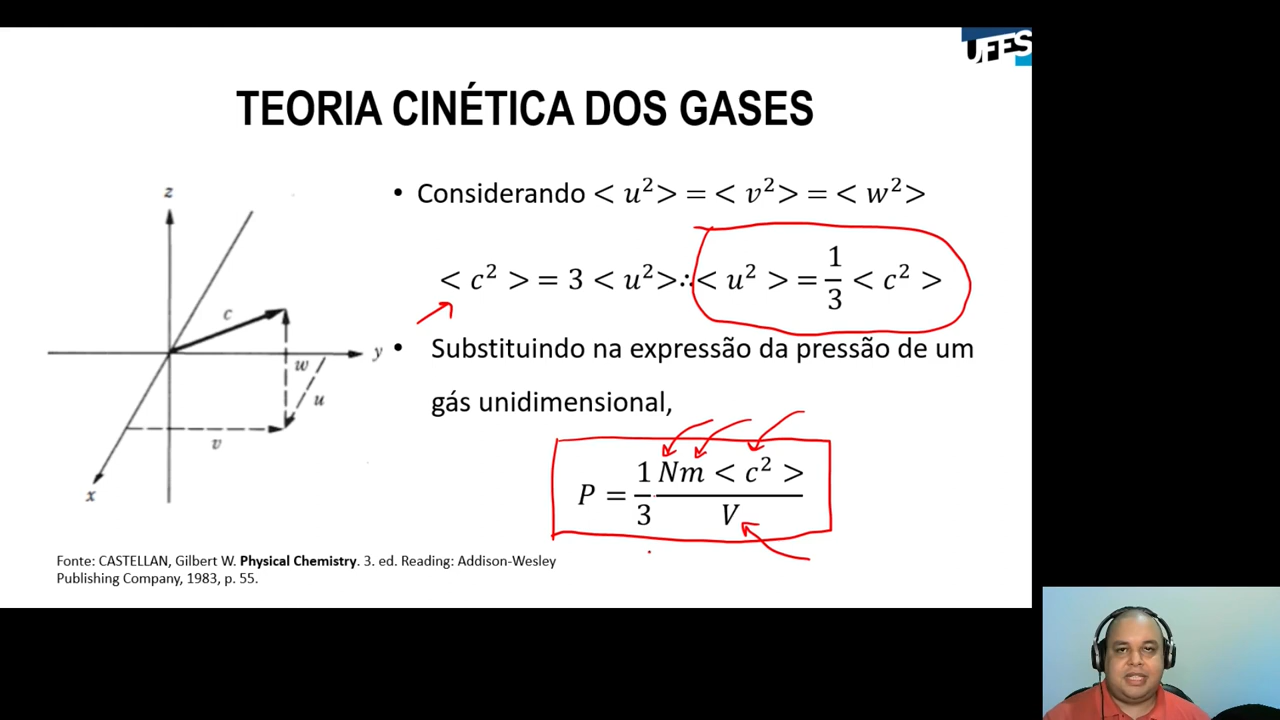 UFES
TEORIA CINÉTICA DOS GASES
• Considerando < u² > = < v² > = < w² >
< c² > = 3 < u² > ∴ < u² > = 1/3 < c² >
• Substituindo na expressão da pressão de um
gás unidimensional,
P = 1/3 Nm < c² > / V
z
c
y
w
u
v
x
Fonte: CASTELLAN, Gilbert W. Physical Chemistry. 3. ed. Reading: Addison-Wesley
Publishing Company, 1983, p. 55.